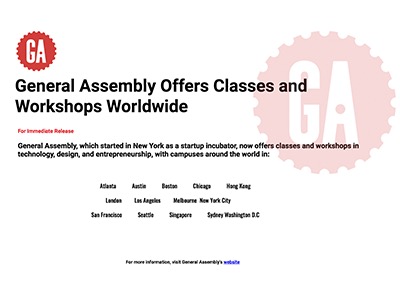 GA
GA
General Assembly Offers Classes and
Workshops Worldwide
For Immediate Release
General Assembly, which started in New York as a startup incubator, now offers classes and workshops in
technology, design, and entrepreneurship, with campuses around the world in:
Atlanta Austin Boston Chicago Hong Kong
London Los Angeles Melbourne New York City
San Francisco Seattle Singapore Sydney Washington D.C
For more information, visit General Assembly's website